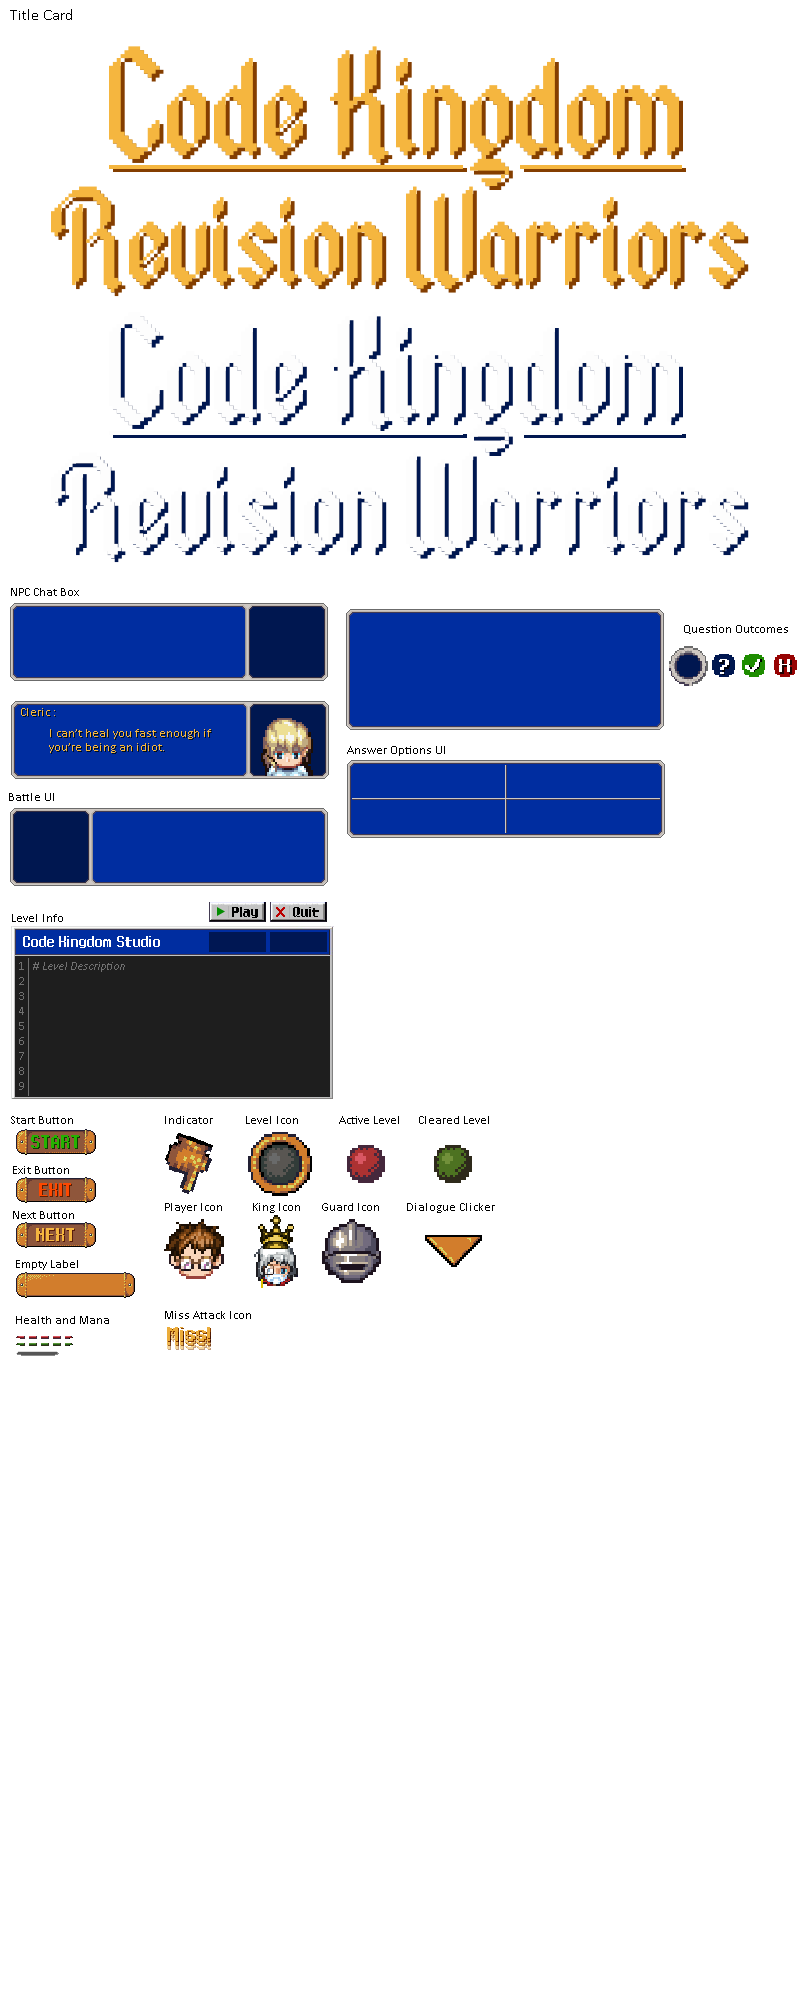 Title Card
Code Kingdom
Revision Warriors
Code Kingdom
Revision Warriors
NPC Chat Box
Question Outcomes
?
H
Cleric :
I can't heal you fast enough if
you're being an idiot.
Answer Options UI
Battle UI
Level Info
Play
Quit
Code Kingdom Studio
1 # Level Description
2
3
4
5
6
7
8
9
Start Button
Indicator
Level Icon
Active Level
Cleared Level
START
Exit Button
EXIT
Player Icon
King Icon
Guard Icon
Dialogue Clicker
Next Button
NEXT
Empty Label
Health and Mana
Miss Attack Icon
Miss!